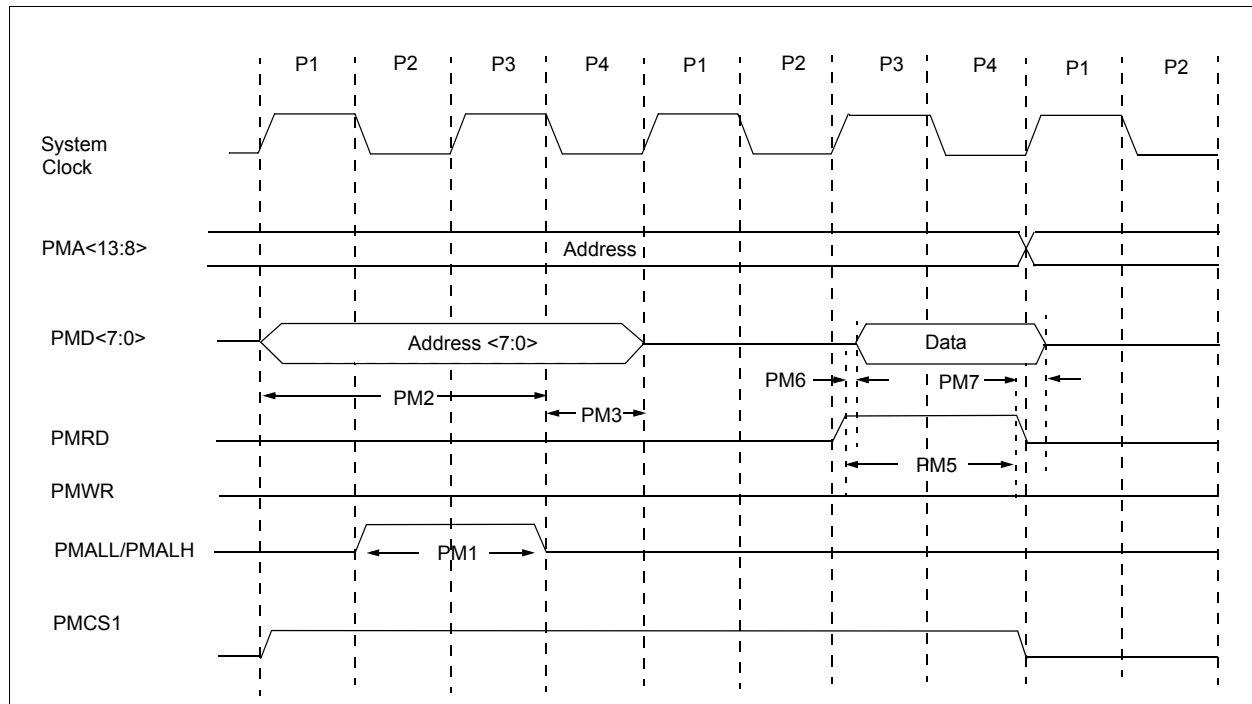 P1 P2 P3 P4 P1 P2 P3 P4 P1 P2
System
Clock
PMA<13:8>
Address
PMD<7:0>
Address <7:0>
Data
PM6
PM7
PM2
PM3
PMRD
PM5
PMWR
PMALL/PMALH
PM1
PMCS1